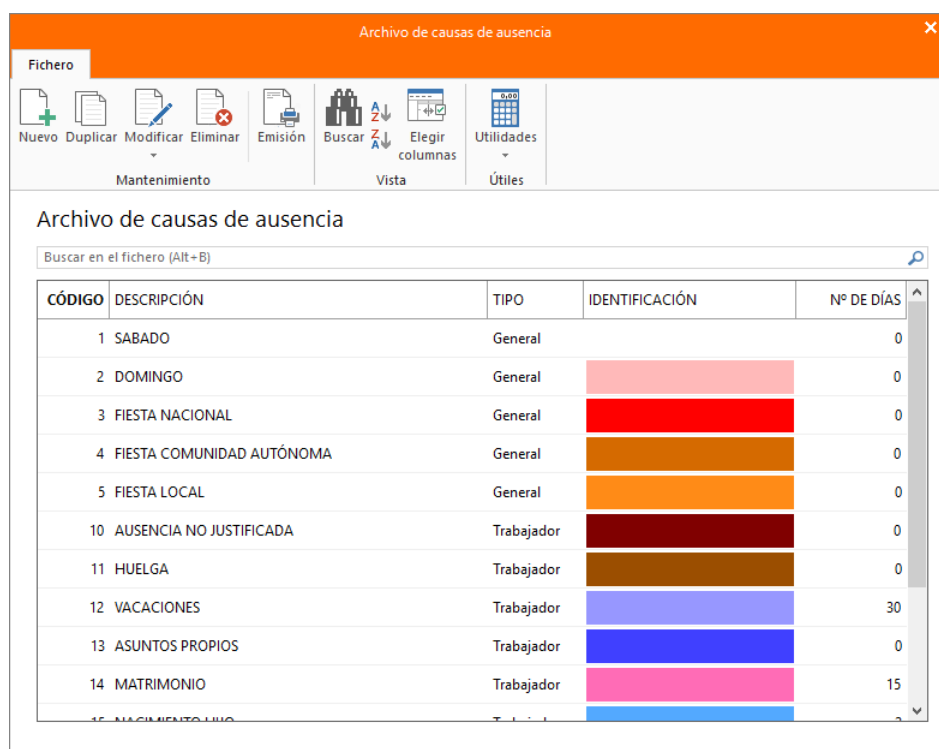 Archivo de causas de ausencia
Fichero
Nuevo Duplicar Modificar Eliminar Emisión Buscar Elegir columnas Utilidades
Mantenimiento Vista Útiles
Archivo de causas de ausencia
Buscar en el fichero (Alt+B)
CÓDIGO DESCRIPCIÓN TIPO IDENTIFICACIÓN Nº DE DÍAS
1 SABADO General 0
2 DOMINGO General 0
3 FIESTA NACIONAL General 0
4 FIESTA COMUNIDAD AUTÓNOMA General 0
5 FIESTA LOCAL General 0
10 AUSENCIA NO JUSTIFICADA Trabajador 0
11 HUELGA Trabajador 0
12 VACACIONES Trabajador 30
13 ASUNTOS PROPIOS Trabajador 0
14 MATRIMONIO Trabajador 15